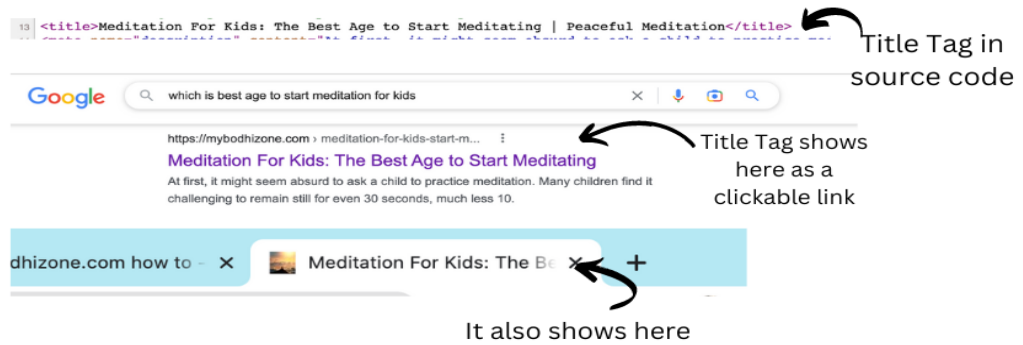 13 <title>Meditation For Kids: The Best Age to Start Meditating | Peaceful Meditation</title>
Title Tag in
source code
Google which is best age to start meditation for kids
https://mybodhizone.com › meditation-for-kids-start-m...
Meditation For Kids: The Best Age to Start Meditating
At first, it might seem absurd to ask a child to practice meditation. Many children find it
challenging to remain still for even 30 seconds, much less 10.
Title Tag shows
here as a
clickable link
dhizone.com how to -
Meditation For Kids: The Be
It also shows here